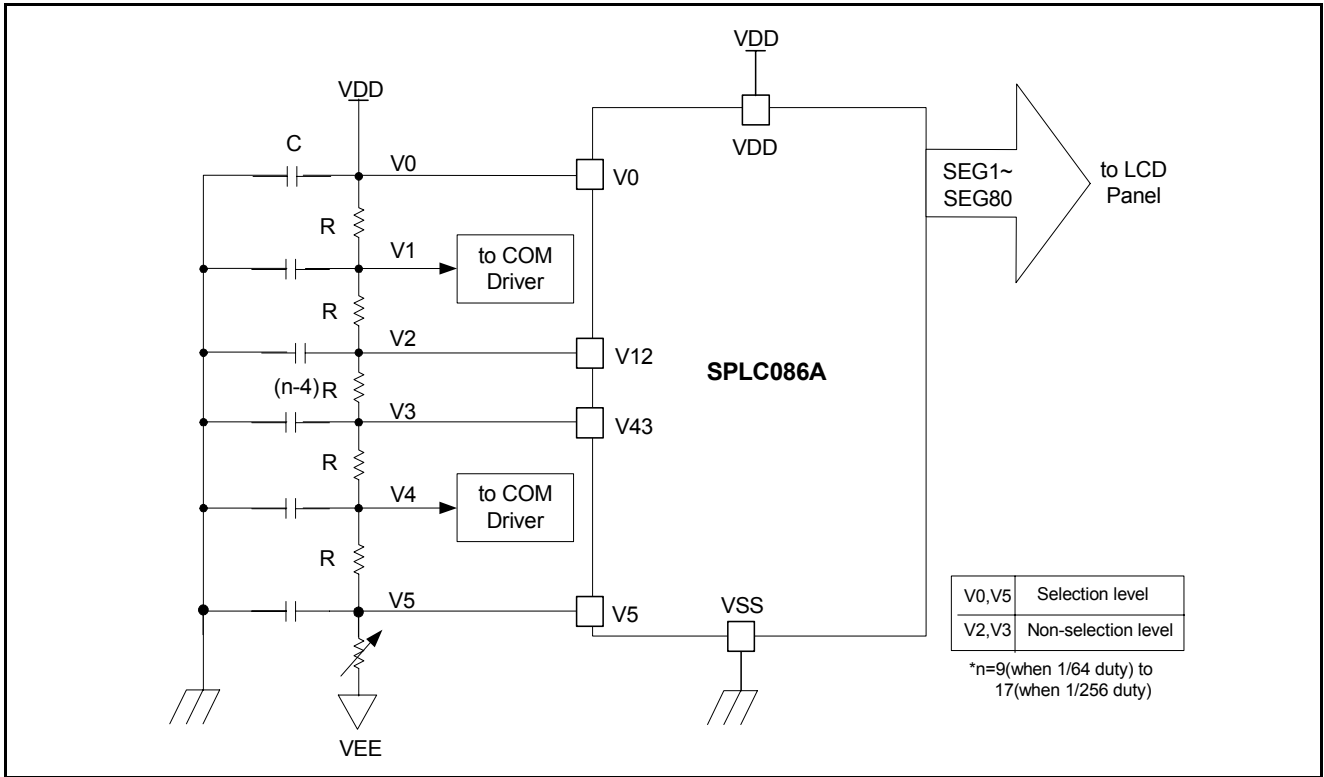 VDD
VDD
VDD
C
V0
V0
R
V1
to COM
Driver
R
V2
V12
(n-4)R
V3
V43
R
V4
to COM
Driver
R
V5
V5
SPLC086A
VSS
SEG1~
SEG80
to LCD
Panel
V0,V5 Selection level
V2,V3 Non-selection level
*n=9(when 1/64 duty) to
17(when 1/256 duty)
VEE